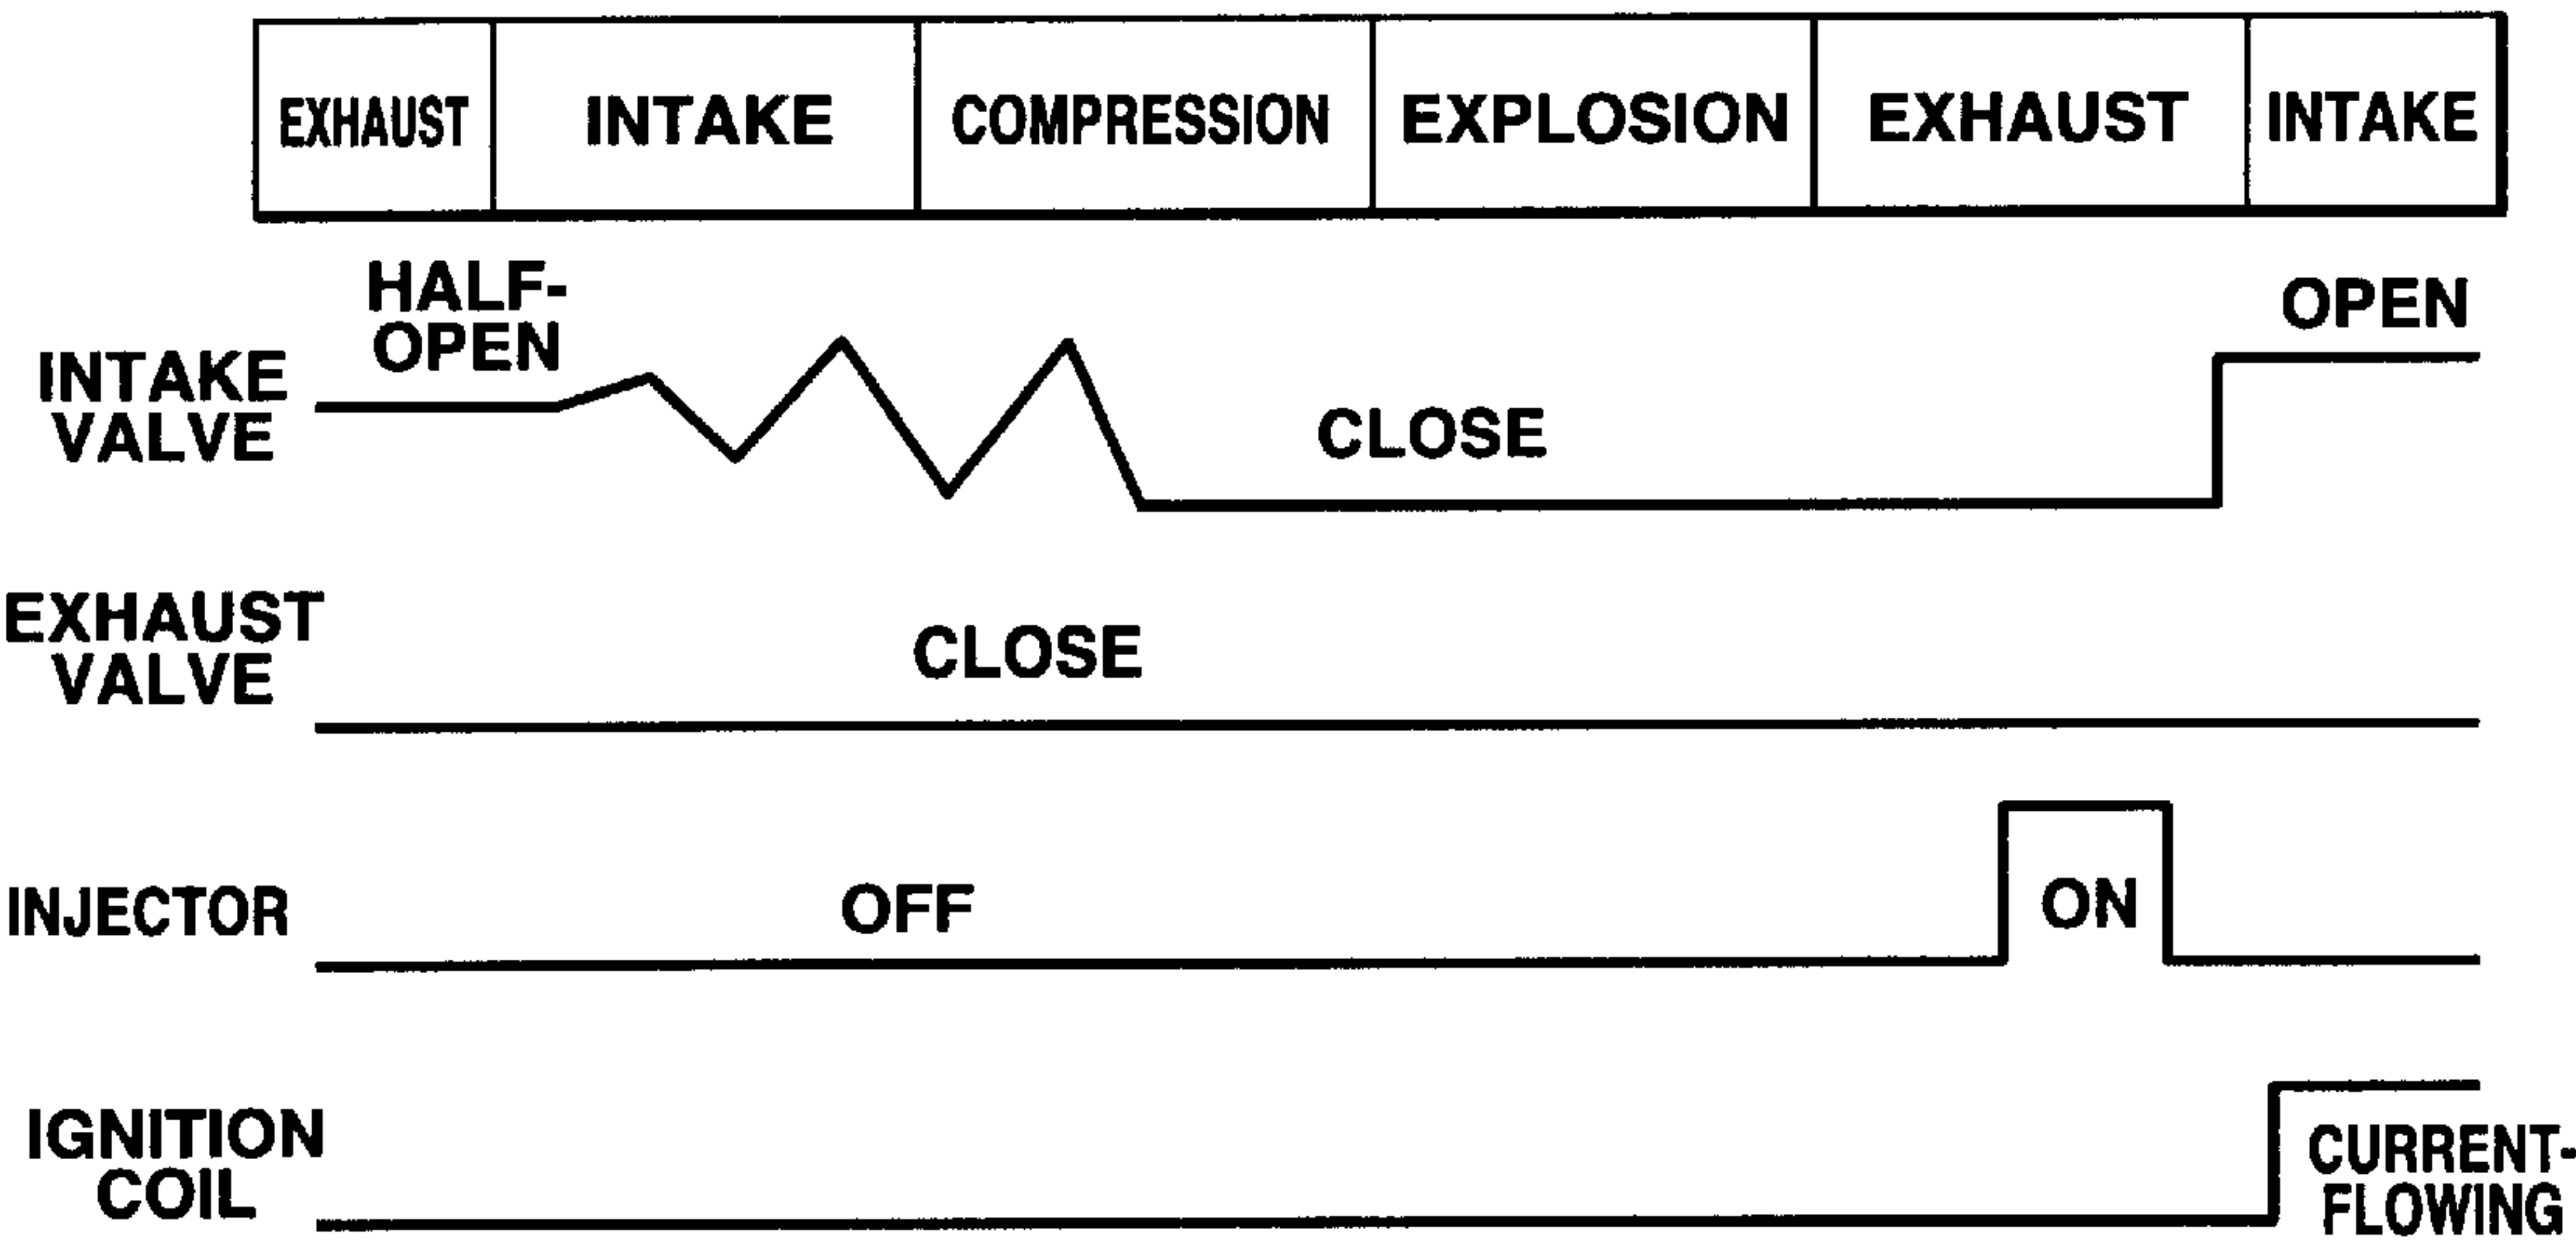 EXHAUST INTAKE COMPRESSION EXPLOSION EXHAUST INTAKE
HALF-
OPEN
OPEN
INTAKE
VALVE
CLOSE
EXHAUST
VALVE
CLOSE
INJECTOR
OFF
ON
IGNITION
COIL
CURRENT-
FLOWING